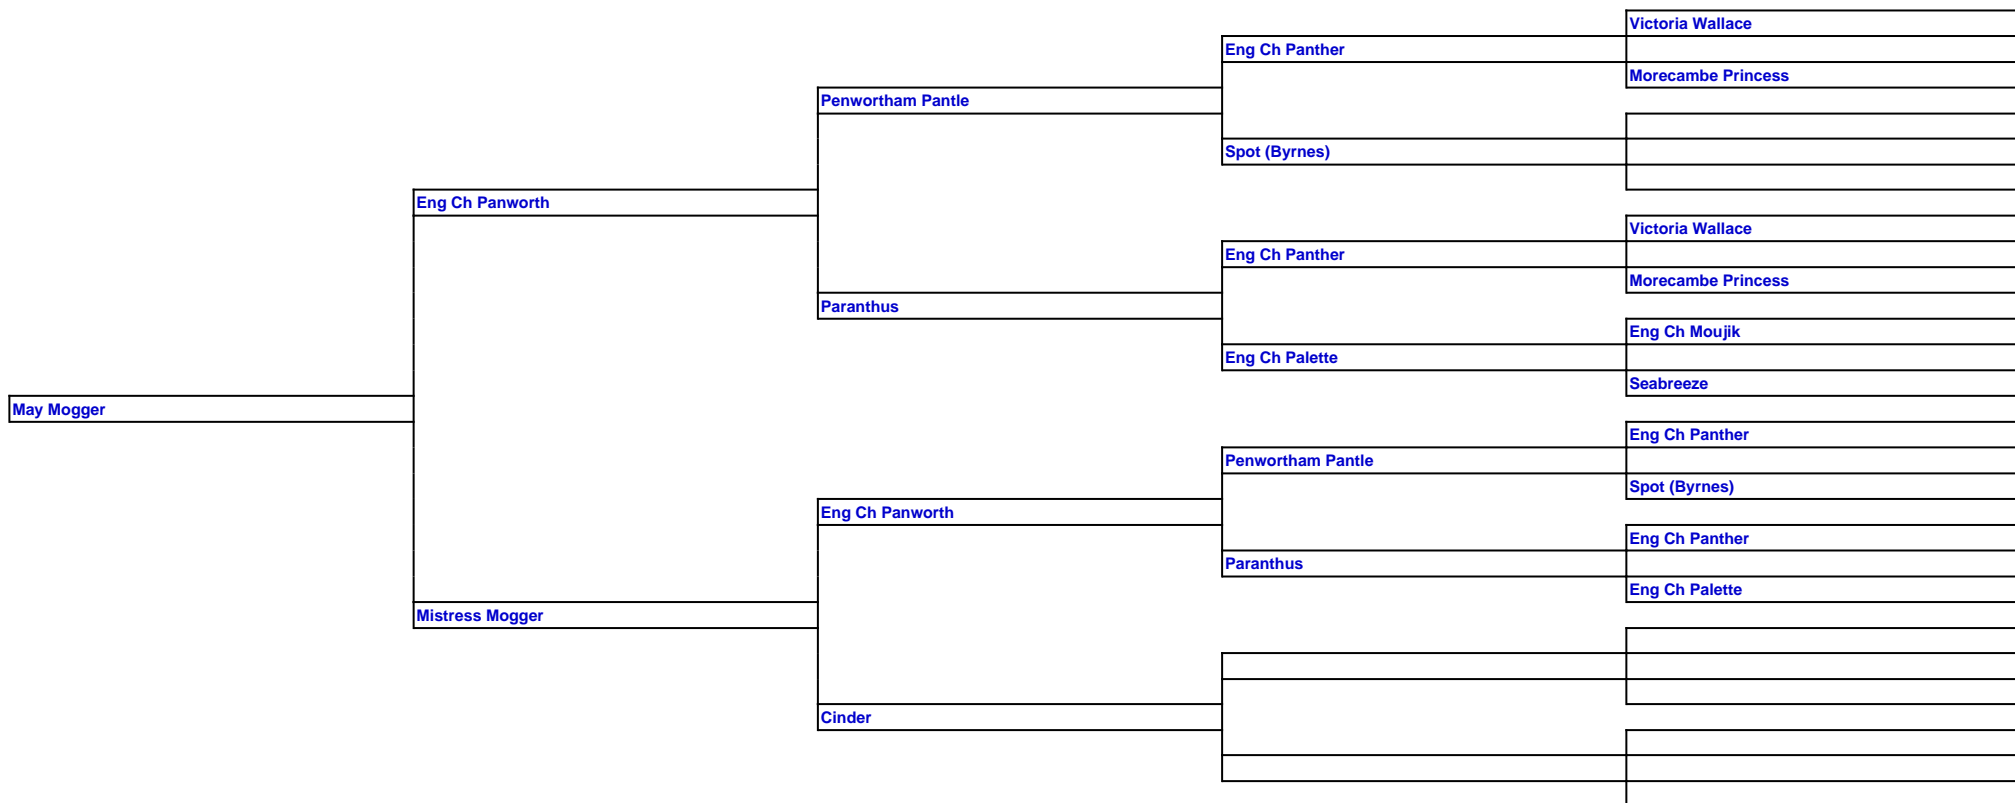 Victoria Wallace
Eng Ch Panther
Morecambe Princess
Penwortham Pantle
Spot (Byrnes)
Eng Ch Panworth
Victoria Wallace
Eng Ch Panther
Morecambe Princess
Paranthus
Eng Ch Moujik
Eng Ch Palette
Seabreeze
May Mogger
Eng Ch Panther
Penwortham Pantle
Spot (Byrnes)
Eng Ch Panworth
Eng Ch Panther
Paranthus
Eng Ch Palette
Mistress Mogger
Cinder